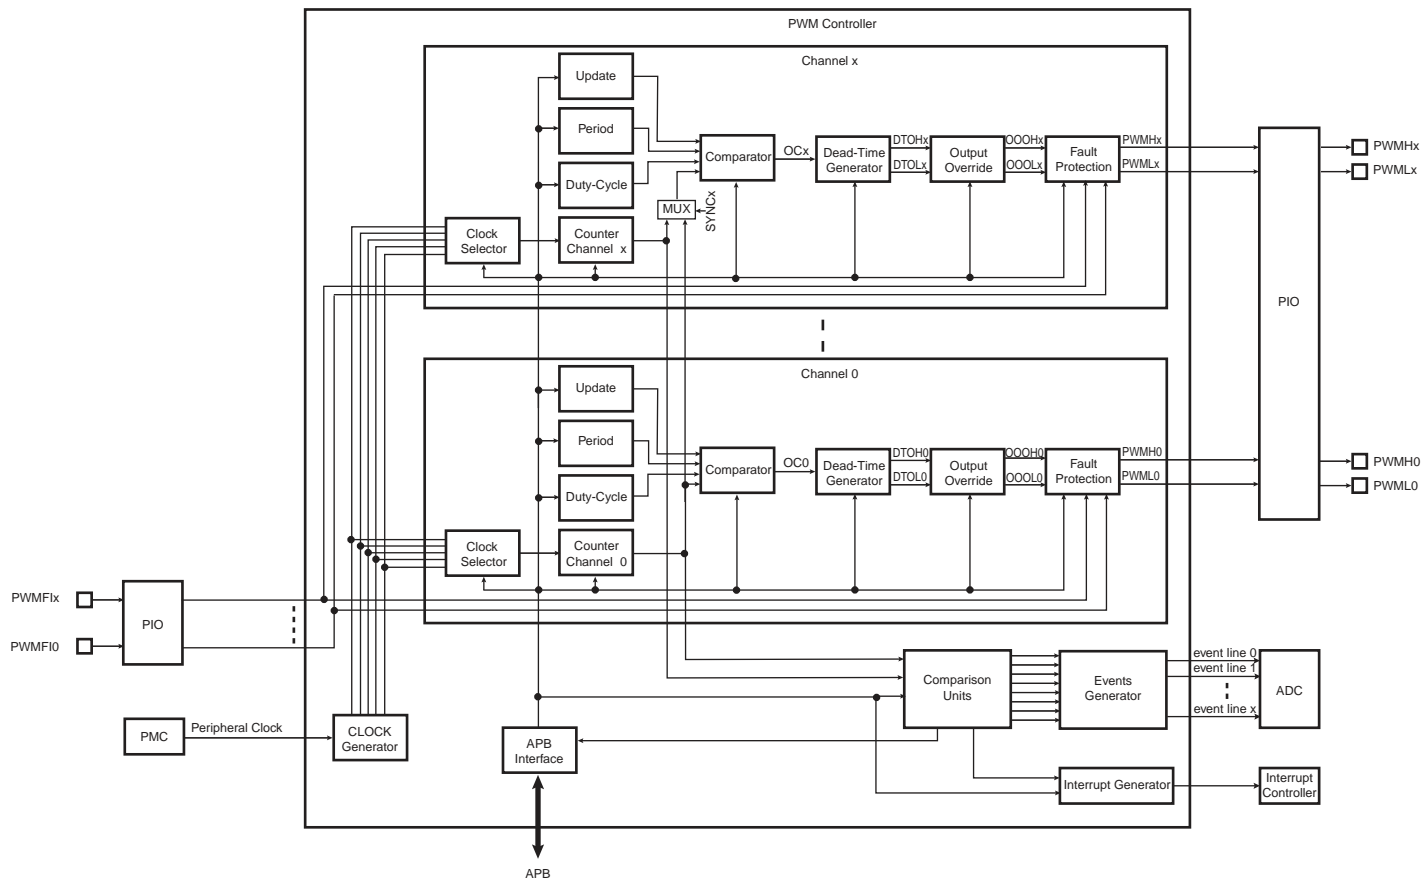 PWM Controller
Channel x
Update
Period
Duty-Cycle
Clock
Selector
Counter
Channel x
MUX
SYNCx
Comparator
OCx
Dead-Time
Generator
DTOHx
DTOLx
Output
Override
OOOHx
OOOLx
Fault
Protection
PWMHx
PWMLx
PIO
PWMHx
PWMLx
Channel 0
Update
Period
Duty-Cycle
Clock
Selector
Counter
Channel 0
Comparator
OC0
Dead-Time
Generator
DTOH0
DTOL0
Output
Override
OOOH0
OOOL0
Fault
Protection
PWMH0
PWML0
PWMH0
PWML0
PWMFIx
PWMFI0
PIO
PMC
Peripheral Clock
CLOCK
Generator
APB
Interface
APB
Comparison
Units
Events
Generator
event line 0
event line 1
event line x
ADC
Interrupt Generator
Interrupt
Controller